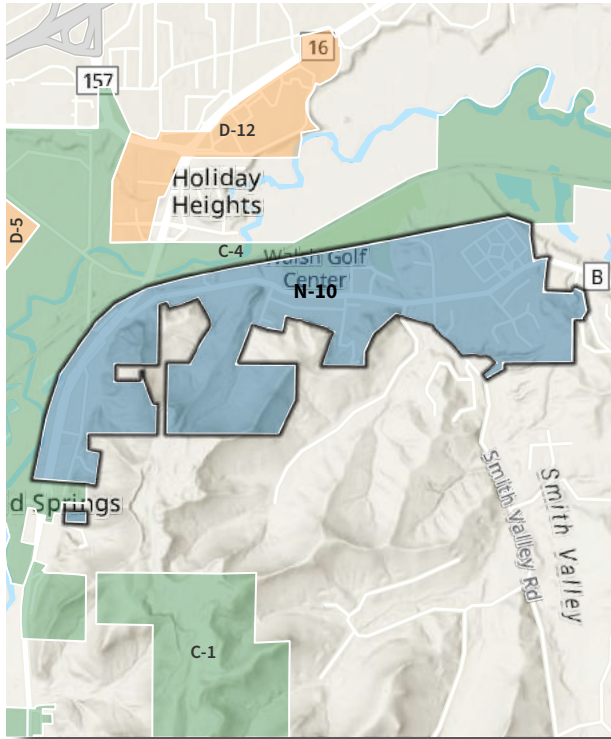 16
157
D-12
Holiday
Heights
D-5
C-4
Walsh Golf
Center
N-10
B
d Springs
Smith Valley Rd
Smith Valley
C-1